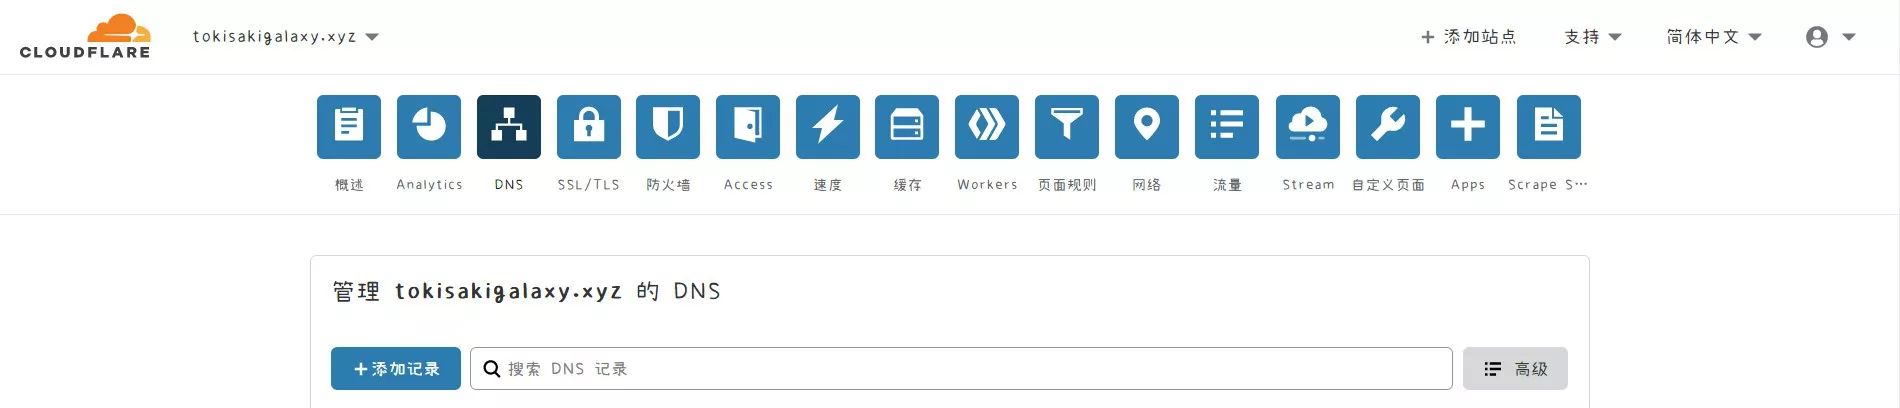 CLOUDFLARE
tokisakigalaxy.xyz
添加站点
支持
简体中文
概述
Analytics
DNS
SSL/TLS
防火墙
Access
速度
缓存
Workers
页面规则
网络
流量
Stream
自定义页面
Apps
Scrape S…
管理 tokisakigalaxy.xyz 的 DNS
+添加记录
搜索 DNS 记录
高级